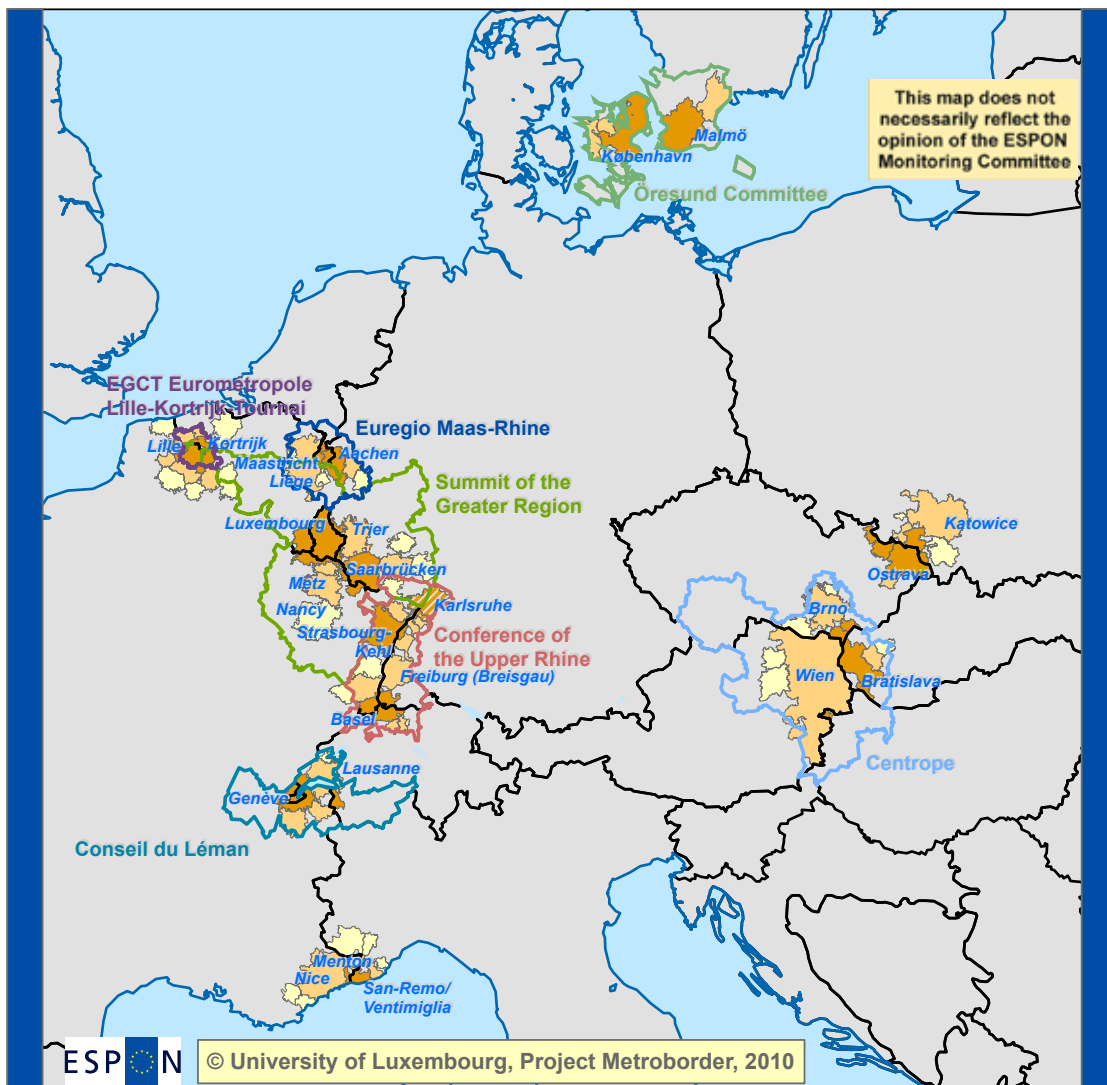 This map does not
necessarily reflect the
opinion of the ESPON
Monitoring Committee
Malmö
København
Öresund Committee
EGCT Eurométropole
Lille-Kortrijk-Tournai
Euregio Maas-Rhine
Lille
Kortrijk
Aachen
Maastricht
Liège
Summit of the
Greater Region
Luxembourg
Trier
Katowice
Saarbrücken
Ostrava
Metz
Karlsruhe
Brno
Nancy
Strasbourg-
Kehl
Conference of
the Upper Rhine
Freiburg (Breisgau)
Wien
Bratislava
Basel
Centrope
Lausanne
Genève
Conseil du Léman
Menton
Nice
San-Remo/
Ventimiglia
ESPON
© University of Luxembourg, Project Metroborder, 2010